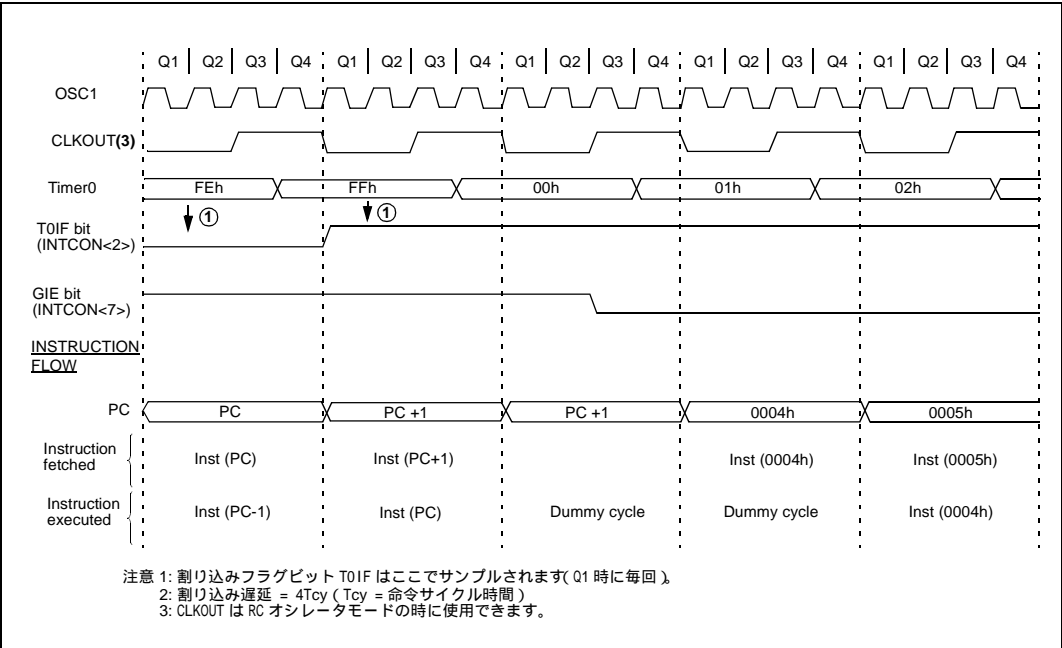 Q1 Q2 Q3 Q4 Q1 Q2 Q3 Q4 Q1 Q2 Q3 Q4 Q1 Q2 Q3 Q4 Q1 Q2 Q3 Q4
OSC1
CLKOUT(3)
Timer0 FEh FFh 00h 01h 02h
① ①
T0IF bit
(INTCON<2>)
GIE bit
(INTCON<7>)
INSTRUCTION
FLOW
PC PC PC +1 PC +1 0004h 0005h
Instruction
fetched
Inst (PC) Inst (PC+1) Inst (0004h) Inst (0005h)
Instruction
executed
Inst (PC-1) Inst (PC) Dummy cycle Dummy cycle Inst (0004h)
注意 1: 割り込みフラグビット T0IF はここでサンプルされます(Q1 時に毎回)。
2: 割り込み遅延 = 4Tcy(Tcy = 命令サイクル時間)
3: CLKOUT は RC オシレータモードの時に使用できます。